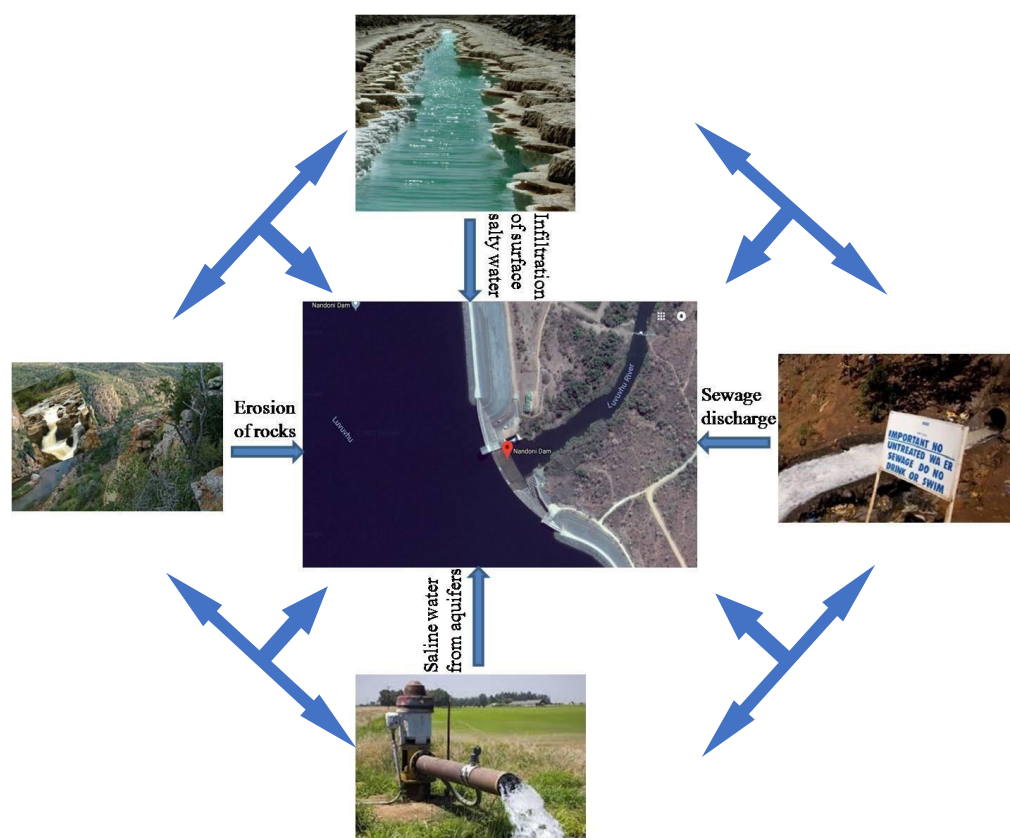 Infiltration
of surface
salty water
Nandoni Dam
Erosion
of rocks
Luvuvhu
Luvuvhu River
Nandoni Dam
Sewage
discharge
IMPORTANT NO
UNTREATED WA ER
SEWAGE DO NO
DRINK OR SWIM
Saline water
from aquifers